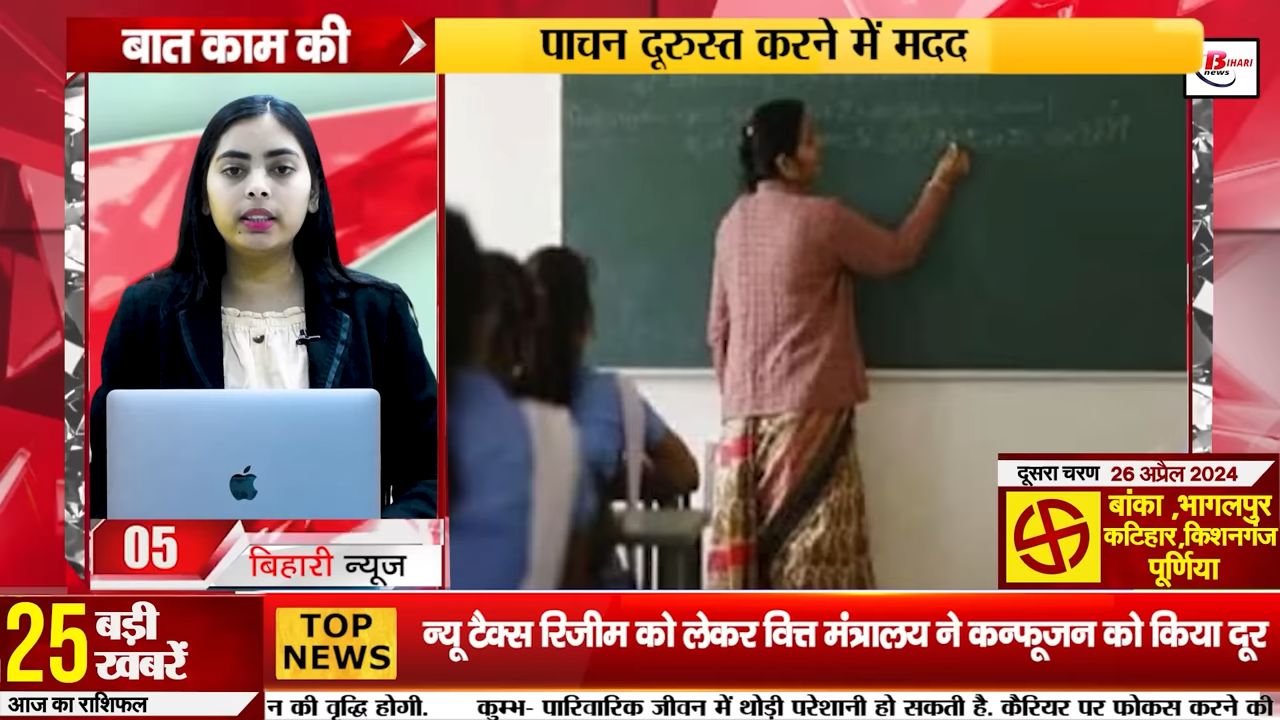 बात काम की
पाचन दूरुस्त करने में मदद
BIHARI
news
दूसरा चरण 26 अप्रैल 2024
बांका ,भागलपुर
कटिहार,किशनगंज
पूर्णिया
05
बिहारी न्यूज
25 बड़ी
खबरें
TOP
NEWS
न्यू टैक्स रिजीम को लेकर वित्त मंत्रालय ने कन्फूजन को किया दूर
आज का राशिफल
न की वृद्धि होगी. कुम्भ- पारिवारिक जीवन में थोड़ी परेशानी हो सकती है. कैरियर पर फोकस करने की